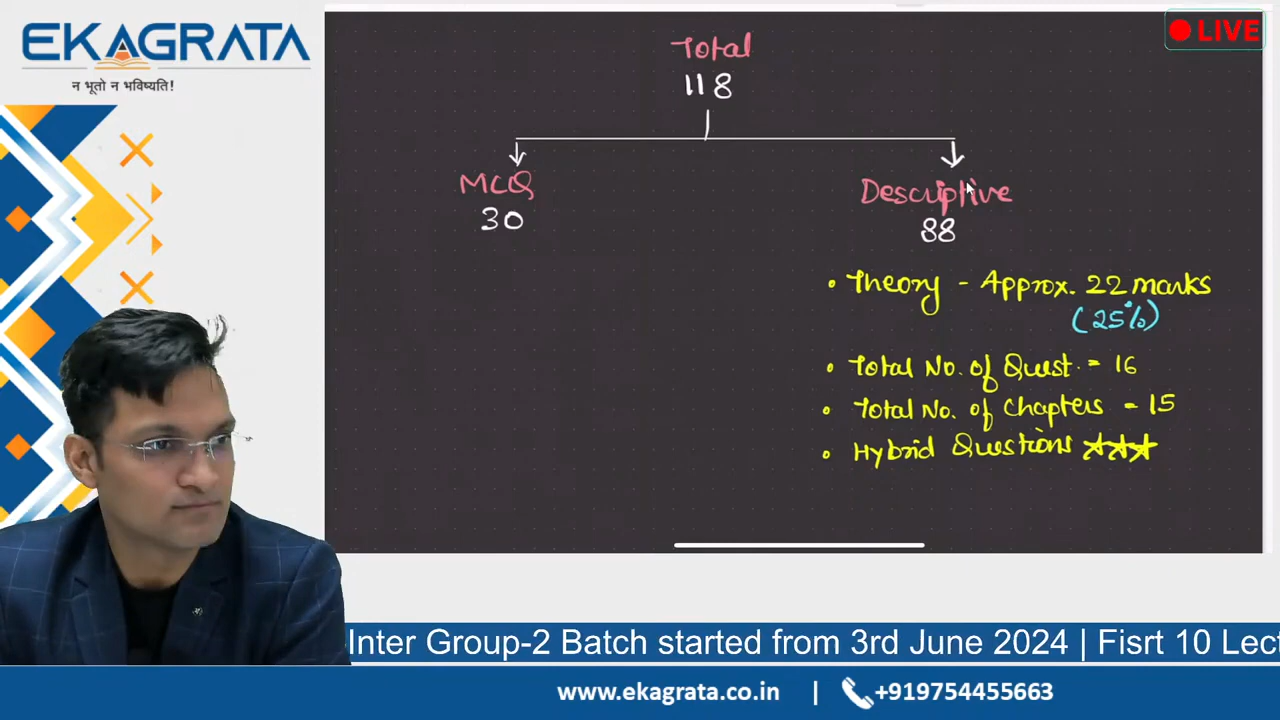 EKAGRATA
न भूतो न भविष्यति!
LIVE
Total
118
MCQ
30
Descriptive
88
• Theory - Approx. 22 marks
(25%)
• Total No. of Quest. = 16
• Total No. of Chapters = 15
• Hybrid Questions ★★★
Inter Group-2 Batch started from 3rd June 2024 | Fisrt 10 Lect
www.ekagrata.co.in | +919754455663